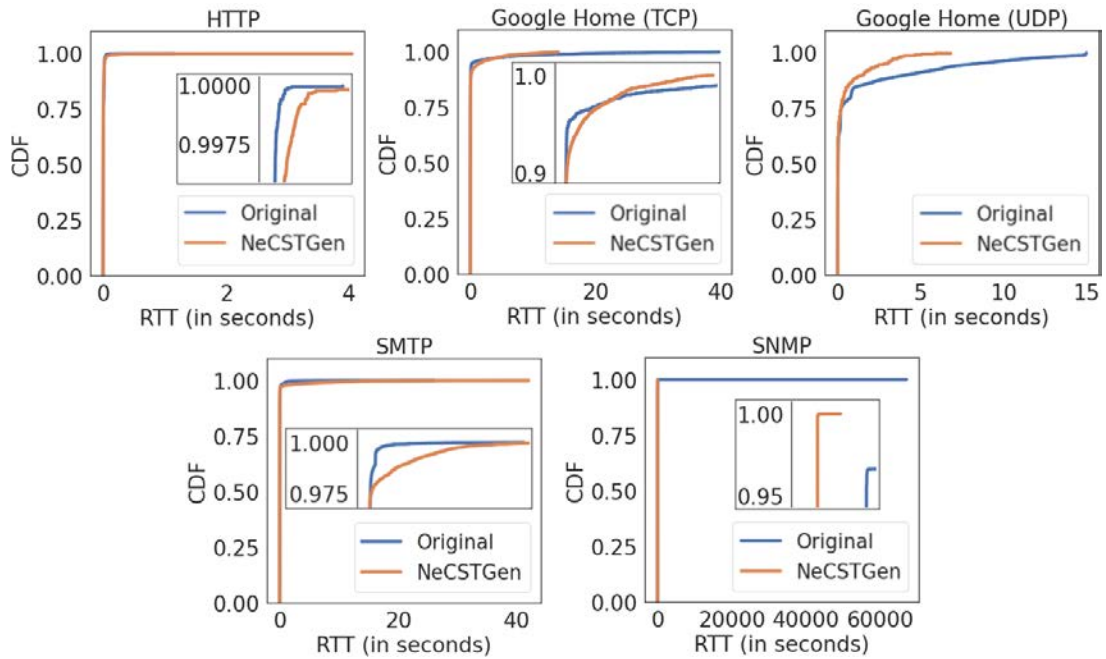 HTTP
1.00
0.75
0.50
0.25
0.00
CDF
1.0000
0.9975
Original
NeCSTGen
0
2
4
RTT (in seconds)
Google Home (TCP)
1.00
0.75
0.50
0.25
0.00
CDF
1.0
0.9
Original
NeCSTGen
0
20
40
RTT (in seconds)
Google Home (UDP)
1.00
0.75
0.50
0.25
0.00
CDF
Original
NeCSTGen
0
5
10
15
RTT (in seconds)
SMTP
1.00
0.75
0.50
0.25
0.00
CDF
1.000
0.975
Original
NeCSTGen
0
20
40
RTT (in seconds)
SNMP
1.00
0.75
0.50
0.25
0.00
CDF
1.00
0.95
Original
NeCSTGen
0
20000
40000
60000
RTT (in seconds)